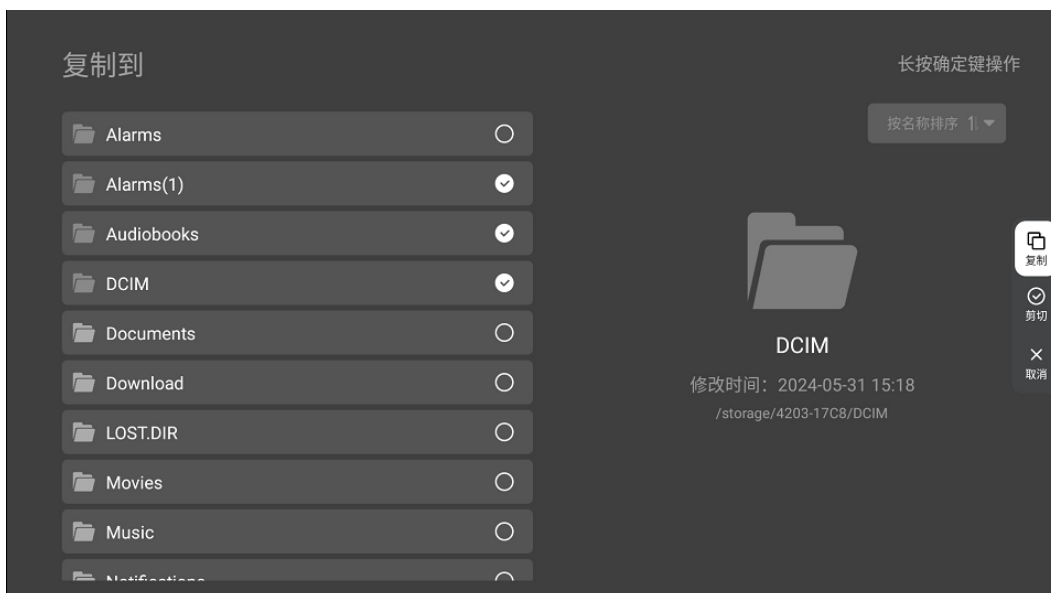 复制到
长按确定键操作
按名称排序
Alarms
Alarms(1)
Audiobooks
DCIM
Documents
Download
LOST.DIR
Movies
Music
DCIM
修改时间：2024-05-31 15:18
/storage/4203-17C8/DCIM
复制
剪切
取消